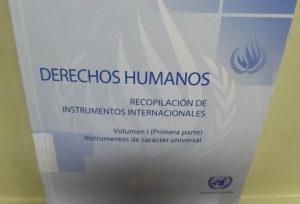 DERECHOS HUMANOS
RECOPILACIÓN DE
INSTRUMENTOS INTERNACIONALES
Volumen I (Primera parte)
Instrumentos de carácter universal